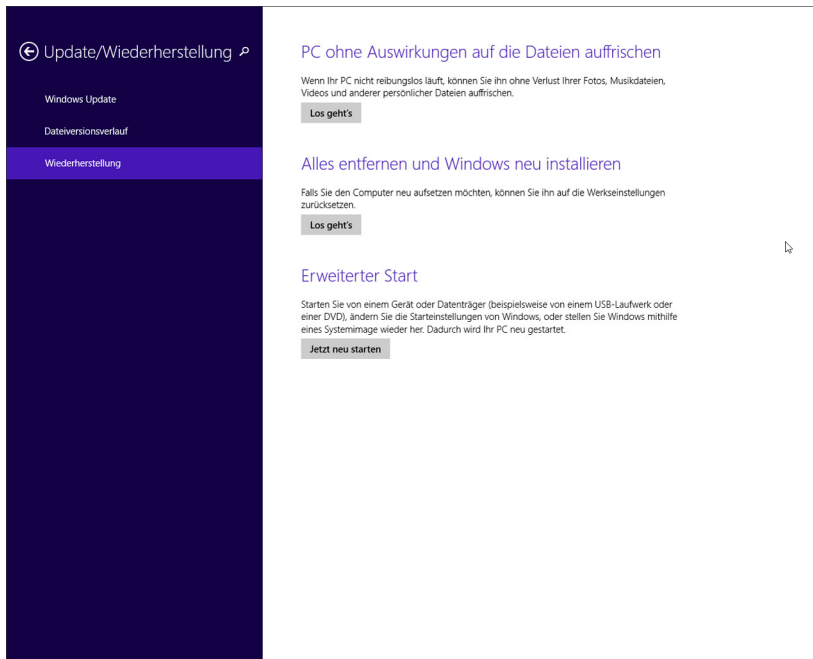 Update/Wiederherstellung
Windows Update
Dateiversionsverlauf
Wiederherstellung
PC ohne Auswirkungen auf die Dateien auffrischen
Wenn Ihr PC nicht reibungslos läuft, können Sie ihn ohne Verlust Ihrer Fotos, Musikdateien,
Videos und anderer persönlicher Dateien auffrischen.
Los geht's
Alles entfernen und Windows neu installieren
Falls Sie den Computer neu aufsetzen möchten, können Sie ihn auf die Werkseinstellungen
zurücksetzen.
Los geht's
Erweiterter Start
Starten Sie von einem Gerät oder Datenträger (beispielsweise von einem USB-Laufwerk oder
einer DVD), ändern Sie die Starteinstellungen von Windows, oder stellen Sie Windows mithilfe
eines Systemimage wieder her. Dadurch wird Ihr PC neu gestartet.
Jetzt neu starten